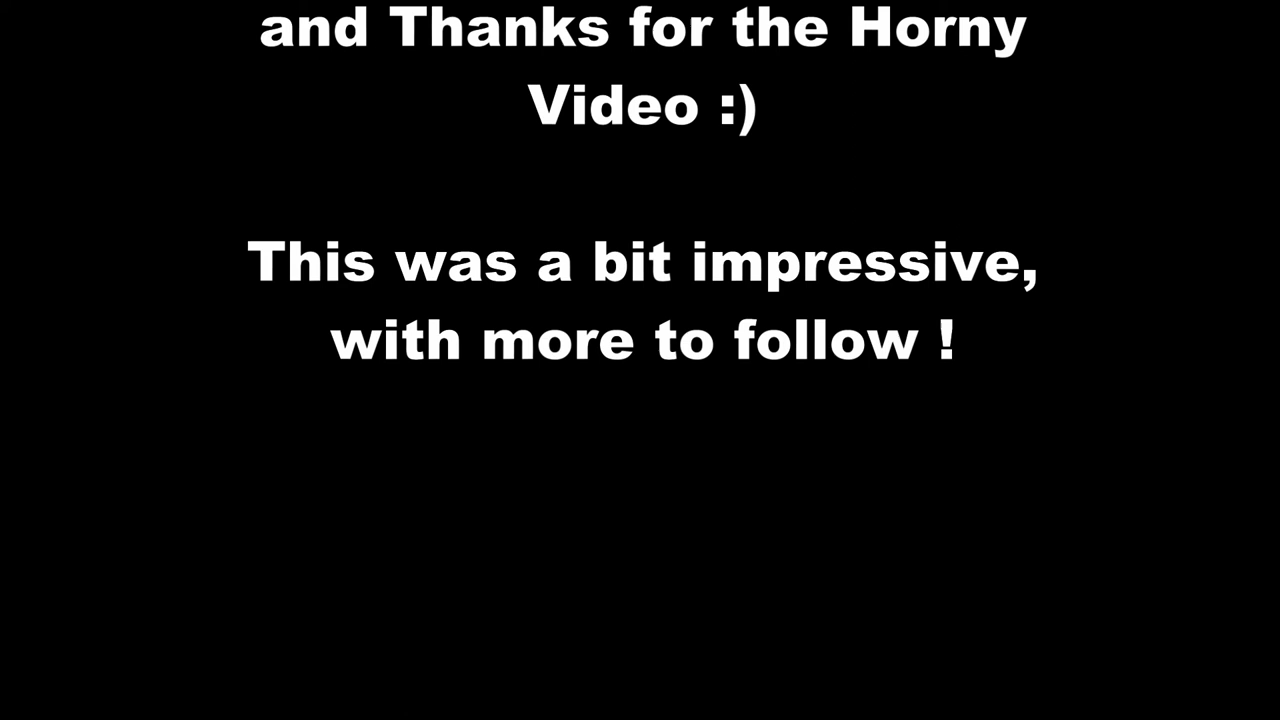 and Thanks for the Horny
Video :)
This was a bit impressive,
with more to follow !